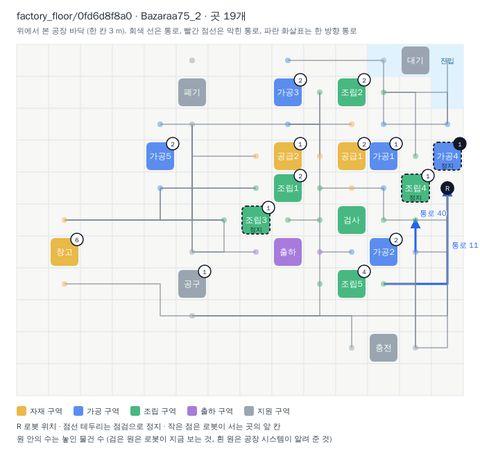 factory_floor/0fd6d8f8a0 · Bazaraa75_2 · 곳 19개
위에서 본 공장 바닥 (한 칸 3 m). 회색 선은 통로, 빨간 점선은 막힌 통로, 파란 화살표는 한 방향 통로
대기
진입
폐기
가공3
2
조립2
2
가공5
2
공급2
1
공급1
2
가공1
1
가공4
1
정지
조립1
2
조립4
1
정지
R
조립3
1
정지
검사
통로 40
창고
6
출하
가공2
2
통로 11
공구
1
조립5
4
충전
자재 구역
가공 구역
조립 구역
출하 구역
지원 구역
R 로봇 위치 · 점선 테두리는 점검으로 정지 · 작은 점은 로봇이 서는 곳의 앞 칸
원 안의 수는 놓인 물건 수 (검은 원은 로봇이 지금 보는 것, 흰 원은 공장 시스템이 알려 준 것)